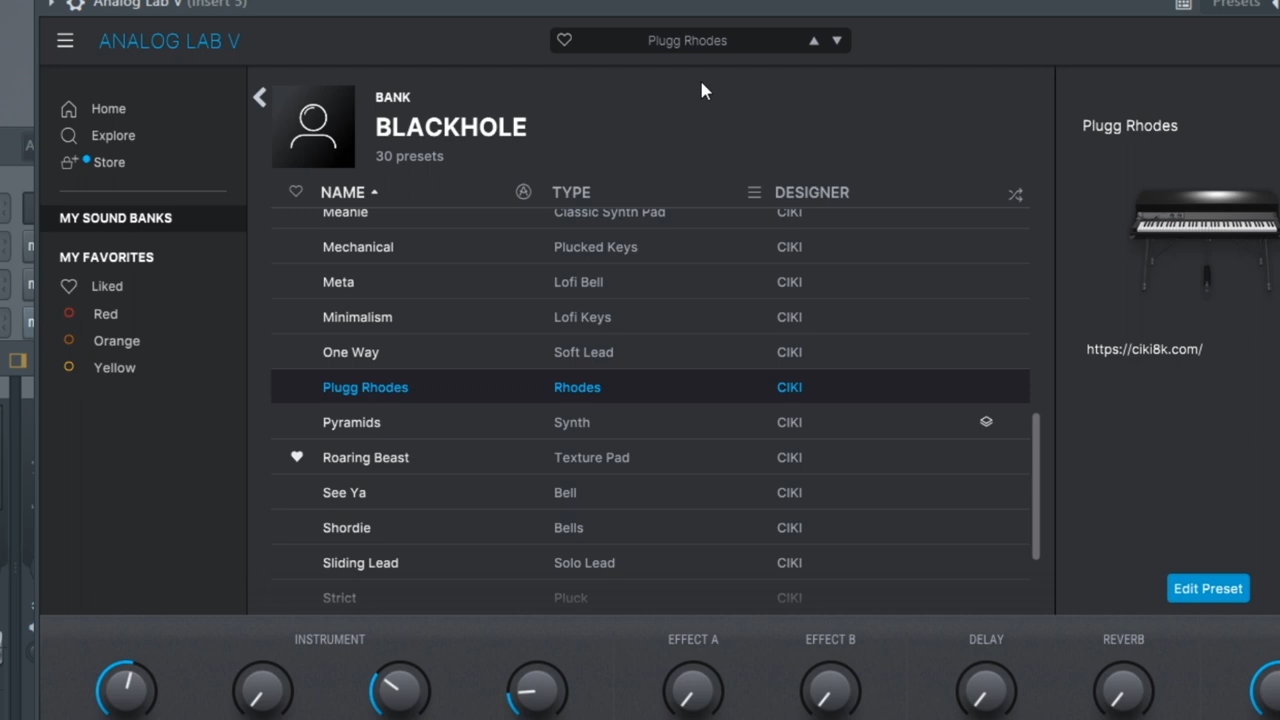 Analog Lab V (Insert 5)
Presets
ANALOG LAB V
Plugg Rhodes
Home
Explore
Store
MY SOUND BANKS
MY FAVORITES
Liked
Red
Orange
Yellow
BANK
BLACKHOLE
30 presets
NAME TYPE DESIGNER
Meanie Classic Synth Pad CIKI
Mechanical Plucked Keys CIKI
Meta Lofi Bell CIKI
Minimalism Lofi Keys CIKI
One Way Soft Lead CIKI
Plugg Rhodes Rhodes CIKI
Pyramids Synth CIKI
Roaring Beast Texture Pad CIKI
See Ya Bell CIKI
Shordie Bells CIKI
Sliding Lead Solo Lead CIKI
Strict Pluck CIKI
Plugg Rhodes
https://ciki8k.com/
Edit Preset
INSTRUMENT EFFECT A EFFECT B DELAY REVERB